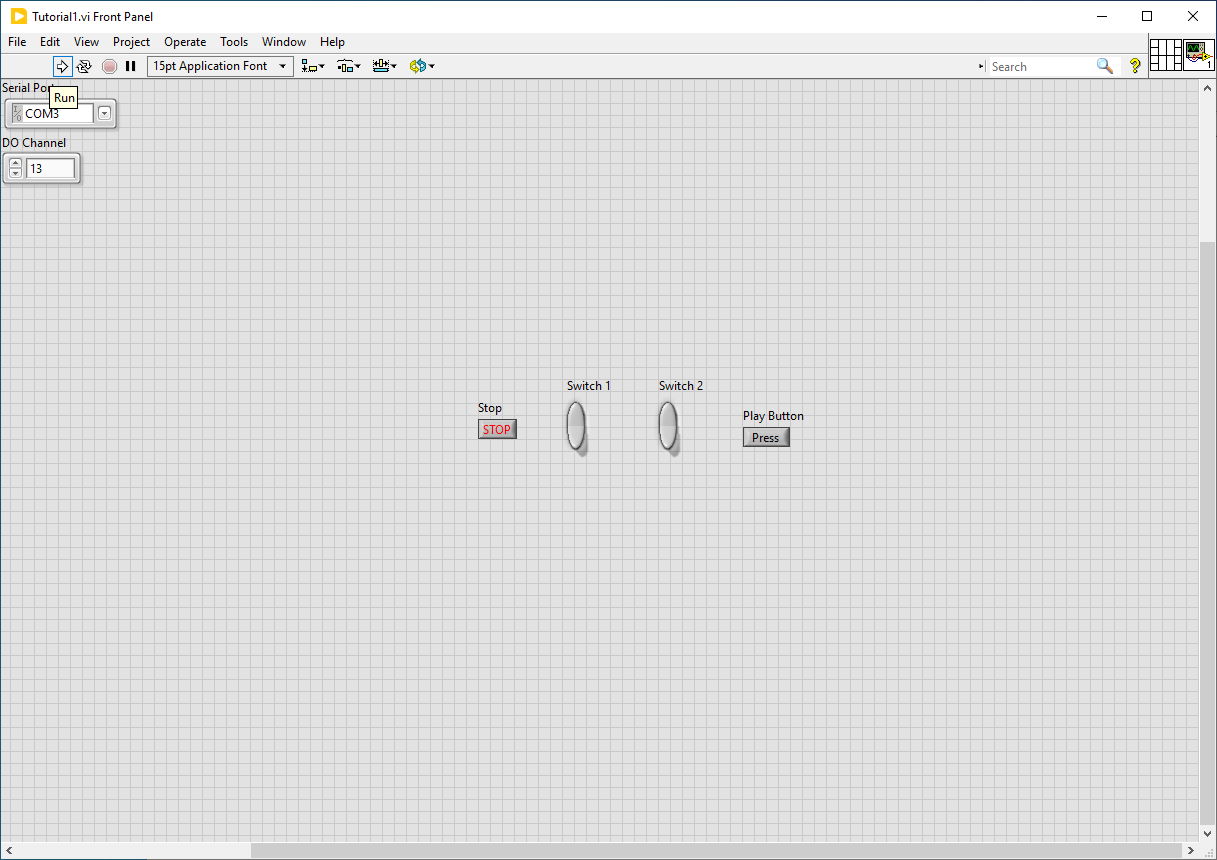 Tutorial1.vi Front Panel
File Edit View Project Operate Tools Window Help
15pt Application Font
Search
?
1
Serial Por
Run
I/O COM3
DO Channel
13
Switch 1 Switch 2
Stop
STOP
Play Button
Press